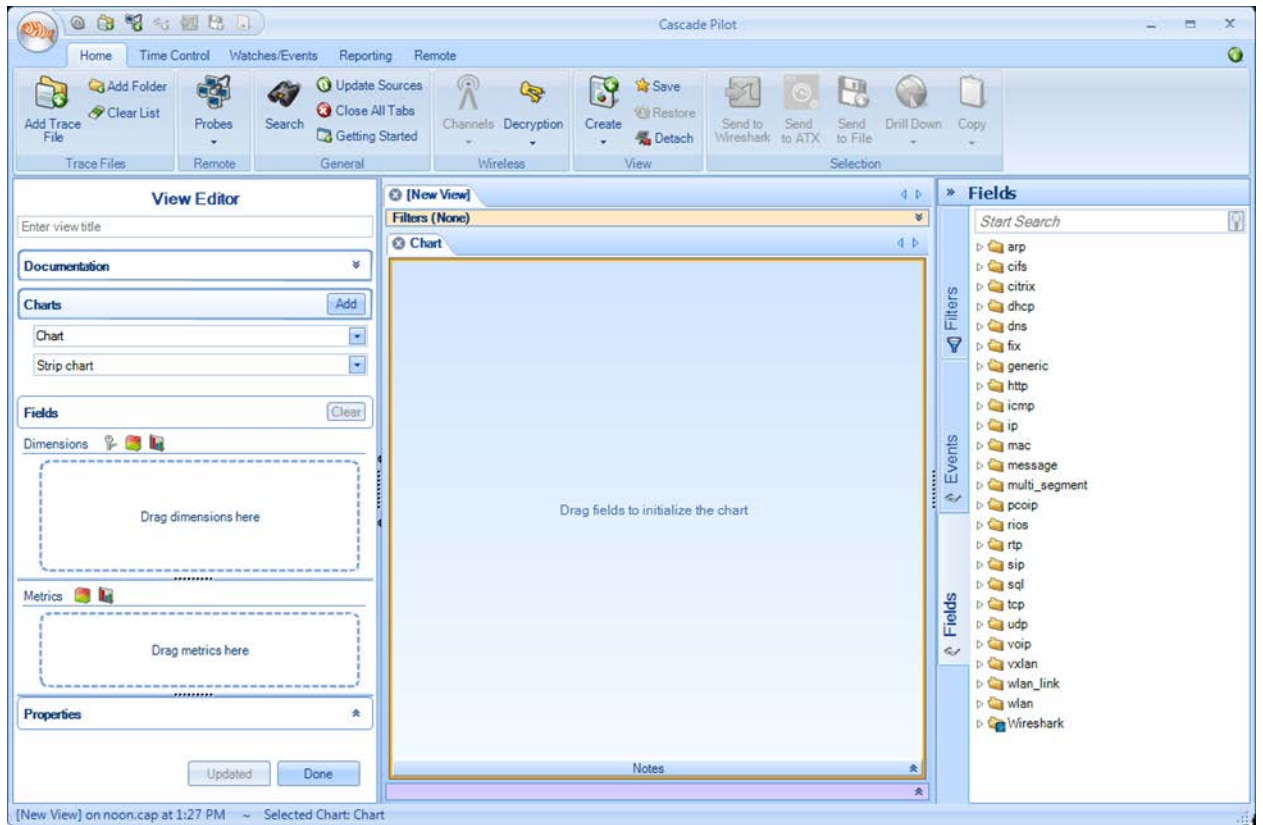 Cascade Pilot
Home Time Control Watches/Events Reporting Remote
Add Trace File
Add Folder
Clear List
Trace Files
Probes
Remote
Search
Update Sources
Close All Tabs
Getting Started
General
Channels
Decryption
Wireless
Create
Save
Restore
Detach
View
Send to Wireshark
Send to ATX
Send to File
Drill Down
Copy
Selection
View Editor
Enter view title
Documentation
Charts Add
Chart
Strip chart
Fields Clear
Dimensions
Drag dimensions here
Metrics
Drag metrics here
Properties
Updated Done
[New View]
Filters (None)
Chart
Drag fields to initialize the chart
Notes
Filters
Events
Fields
Fields
Start Search
arp
cifs
citrix
dhcp
dns
fix
generic
http
icmp
ip
mac
message
multi_segment
pcoip
rios
rtp
sip
sql
tcp
udp
voip
vxlan
wlan_link
wlan
Wireshark
[New View] on noon.cap at 1:27 PM ~ Selected Chart: Chart